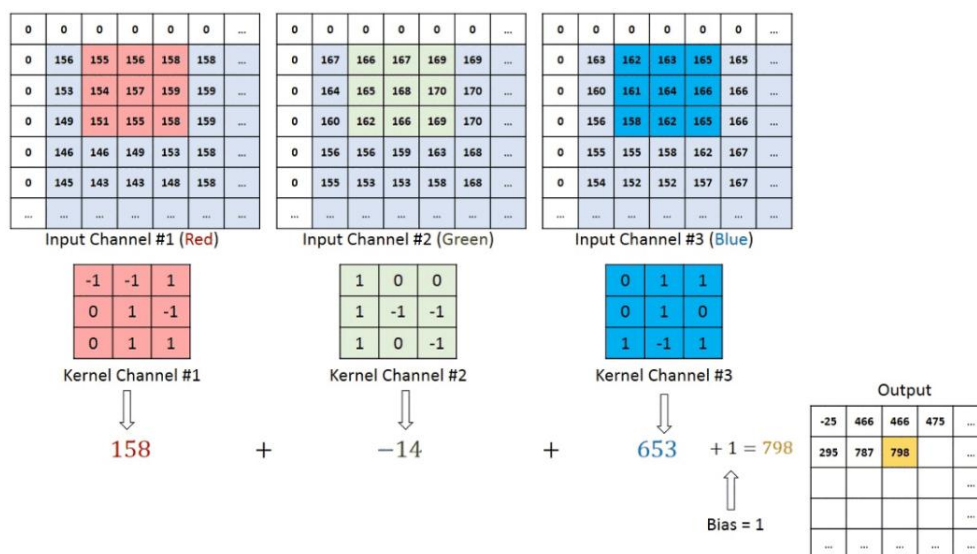 0 0 0 0 0 0 ...
0 156 155 156 158 158 ...
0 153 154 157 159 159 ...
0 149 151 155 158 159 ...
0 146 146 149 153 158 ...
0 145 143 143 148 158 ...
... ... ... ... ... ... ...
Input Channel #1 (Red)
0 0 0 0 0 0 ...
0 167 166 167 169 169 ...
0 164 165 168 170 170 ...
0 160 162 166 169 170 ...
0 156 156 159 163 168 ...
0 155 153 153 158 168 ...
... ... ... ... ... ... ...
Input Channel #2 (Green)
0 0 0 0 0 0 ...
0 163 162 163 165 165 ...
0 160 161 164 166 166 ...
0 156 158 162 165 166 ...
0 155 155 158 162 167 ...
0 154 152 152 157 167 ...
... ... ... ... ... ... ...
Input Channel #3 (Blue)
-1 -1 1
0 1 -1
0 1 1
Kernel Channel #1
1 0 0
1 -1 -1
1 0 -1
Kernel Channel #2
0 1 1
0 1 0
1 -1 1
Kernel Channel #3
158 + −14 + 653 + 1 = 798
Bias = 1
Output
-25 466 466 475 ...
295 787 798 ...
...
...
... ... ... ... ...